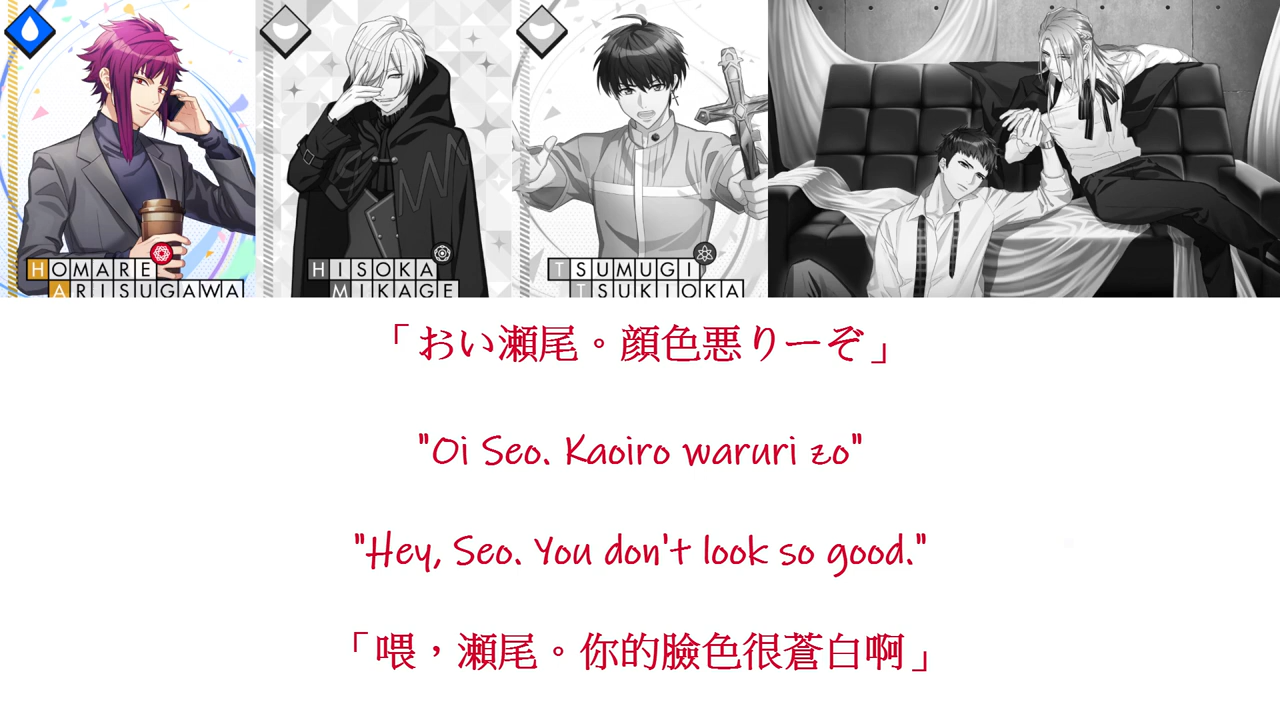 HOMARE
ARISUGAWA
HISOKA
MIKAGE
TSUMUGI
TSUKIOKA
「おい瀬尾。顔色悪りーぞ」
"Oi Seo. Kaoiro waruri zo"
"Hey, Seo. You don't look so good."
「喂，瀬尾。你的臉色很蒼白啊」